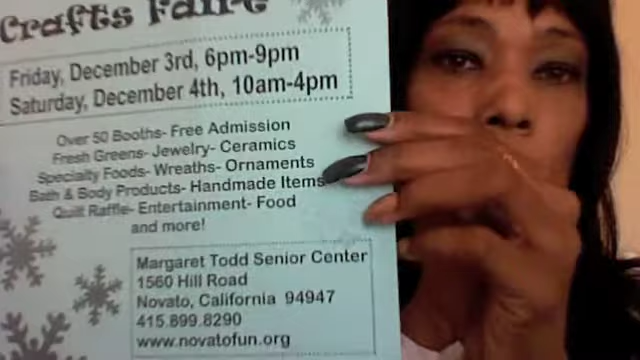 Crafts Faire
Friday, December 3rd, 6pm-9pm
Saturday, December 4th, 10am-4pm
Over 50 Booths- Free Admission
Fresh Greens- Jewelry- Ceramics
Specialty Foods- Wreaths- Ornaments
Bath & Body Products- Handmade Items
Quilt Raffle- Entertainment- Food
and more!
Margaret Todd Senior Center
1560 Hill Road
Novato, California 94947
415.899.8290
www.novatofun.org